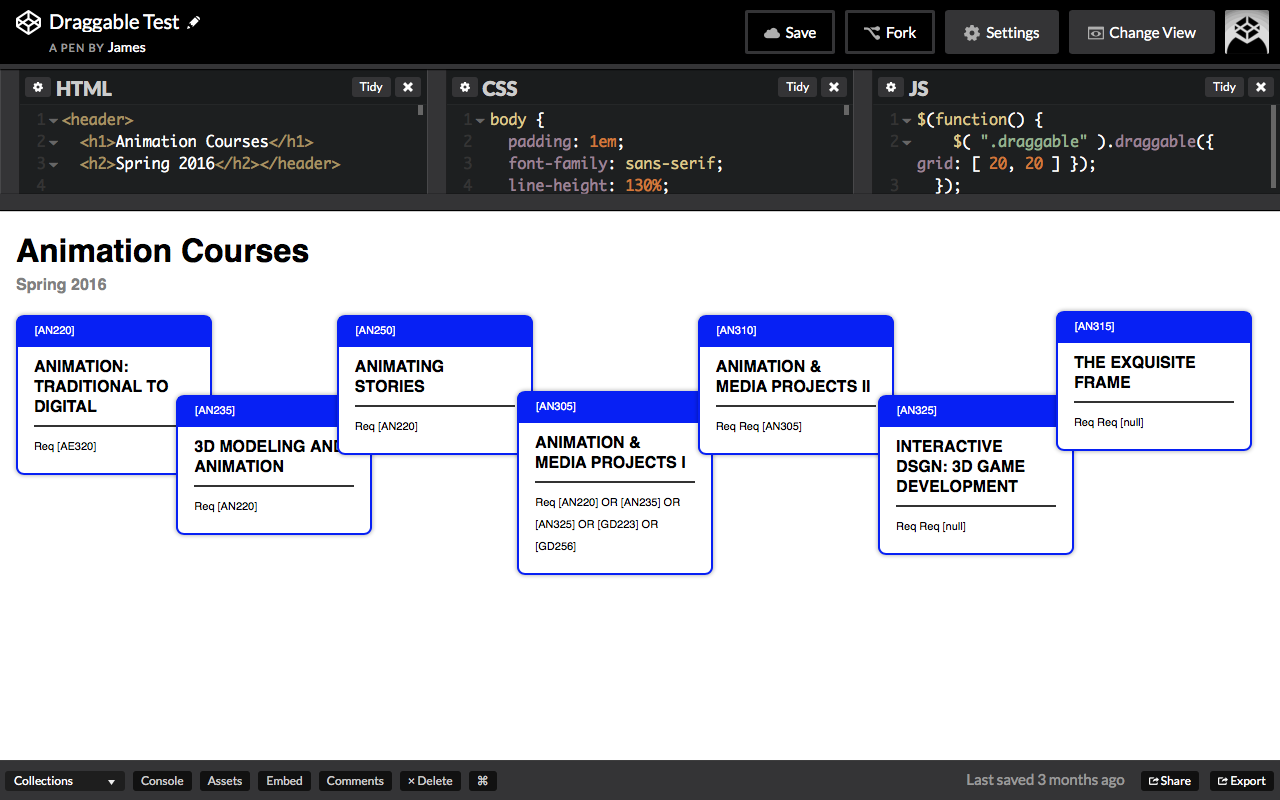 Draggable Test
A PEN BY James
Save
Fork
Settings
Change View
HTML
Tidy
1 <header>
2 <h1>Animation Courses</h1>
3 <h2>Spring 2016</h2></header>
4
CSS
Tidy
1 body {
2 padding: 1em;
3 font-family: sans-serif;
4 line-height: 130%;
JS
Tidy
1 $(function() {
2 $( ".draggable" ).draggable({
grid: [ 20, 20 ] });
3 });
Animation Courses
Spring 2016
[AN220]
ANIMATION:
TRADITIONAL TO
DIGITAL
Req [AE320]
[AN235]
3D MODELING AND
ANIMATION
Req [AN220]
[AN250]
ANIMATING
STORIES
Req [AN220]
[AN305]
ANIMATION &
MEDIA PROJECTS I
Req [AN220] OR [AN235] OR
[AN325] OR [GD223] OR
[GD256]
[AN310]
ANIMATION &
MEDIA PROJECTS II
Req Req [AN305]
[AN325]
INTERACTIVE
DSGN: 3D GAME
DEVELOPMENT
Req Req [null]
[AN315]
THE EXQUISITE
FRAME
Req Req [null]
Collections
Console
Assets
Embed
Comments
× Delete
⌘
Last saved 3 months ago
Share
Export